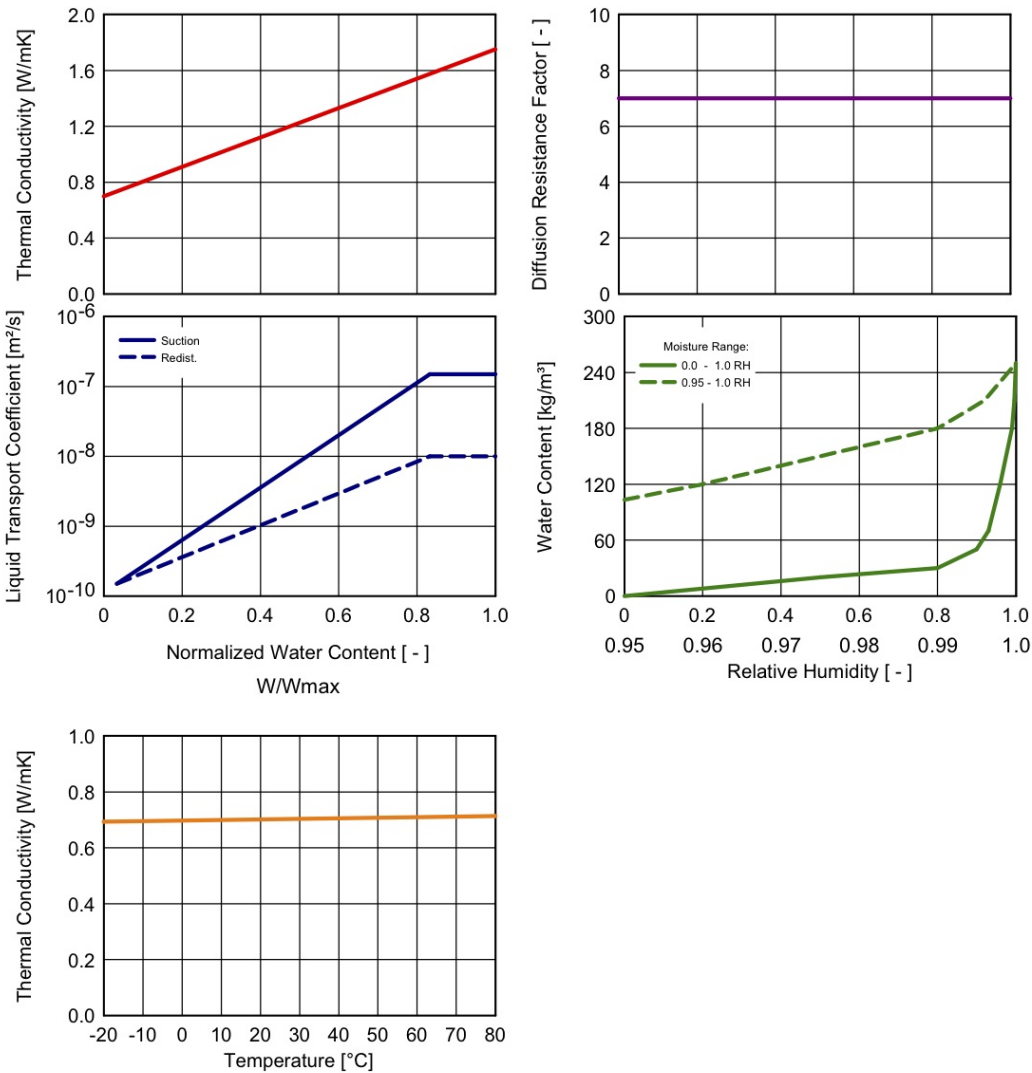 Thermal Conductivity [W/mK]
2.0
1.6
1.2
0.8
0.4
0.0
Diffusion Resistance Factor [ - ]
10
8
6
4
2
0
Liquid Transport Coefficient [m²/s]
10-6
10-7
10-8
10-9
10-10
Suction
Redist.
0 0.2 0.4 0.6 0.8 1.0
Normalized Water Content [ - ]
W/Wmax
Water Content [kg/m³]
300
240
180
120
60
0
Moisture Range:
0.0 - 1.0 RH
0.95 - 1.0 RH
0 0.2 0.4 0.6 0.8 1.0
0.95 0.96 0.97 0.98 0.99 1.0
Relative Humidity [ - ]
Thermal Conductivity [W/mK]
1.0
0.8
0.6
0.4
0.2
0.0
-20 -10 0 10 20 30 40 50 60 70 80
Temperature [°C]